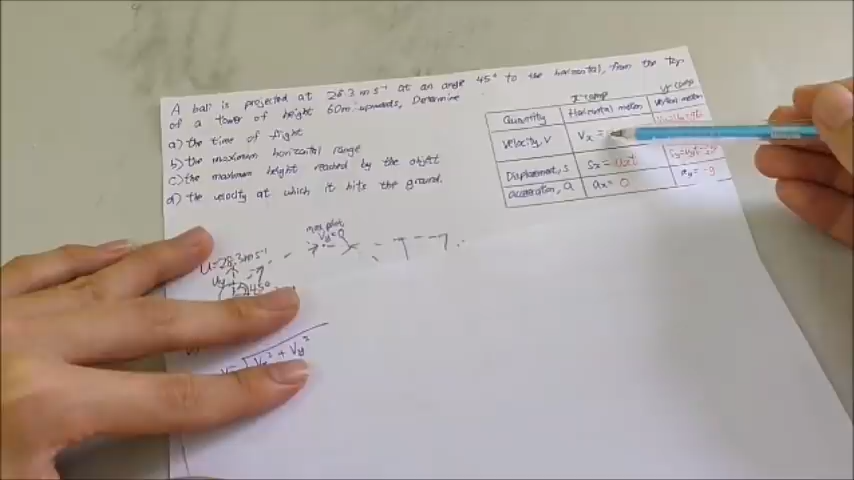 A ball is projected at 28.3 m s⁻¹ at an angle 45° to the horizontal, from the top
of a tower of height 60m upwards, Determine
a) the time of flight
b) the maximum horizontal range
c) the maximum height reached by the object
d) the velocity at which it hits the ground.
x-comp y-comp
Quantity Horizontal motion Vertical motion
Velocity, V Vx =
Displacement, s Sx = Uxt
acceleration, a ax = 0 ay = -g
max. point
Vy=0
U=28.3ms⁻¹
45°
Vx² + Vy²